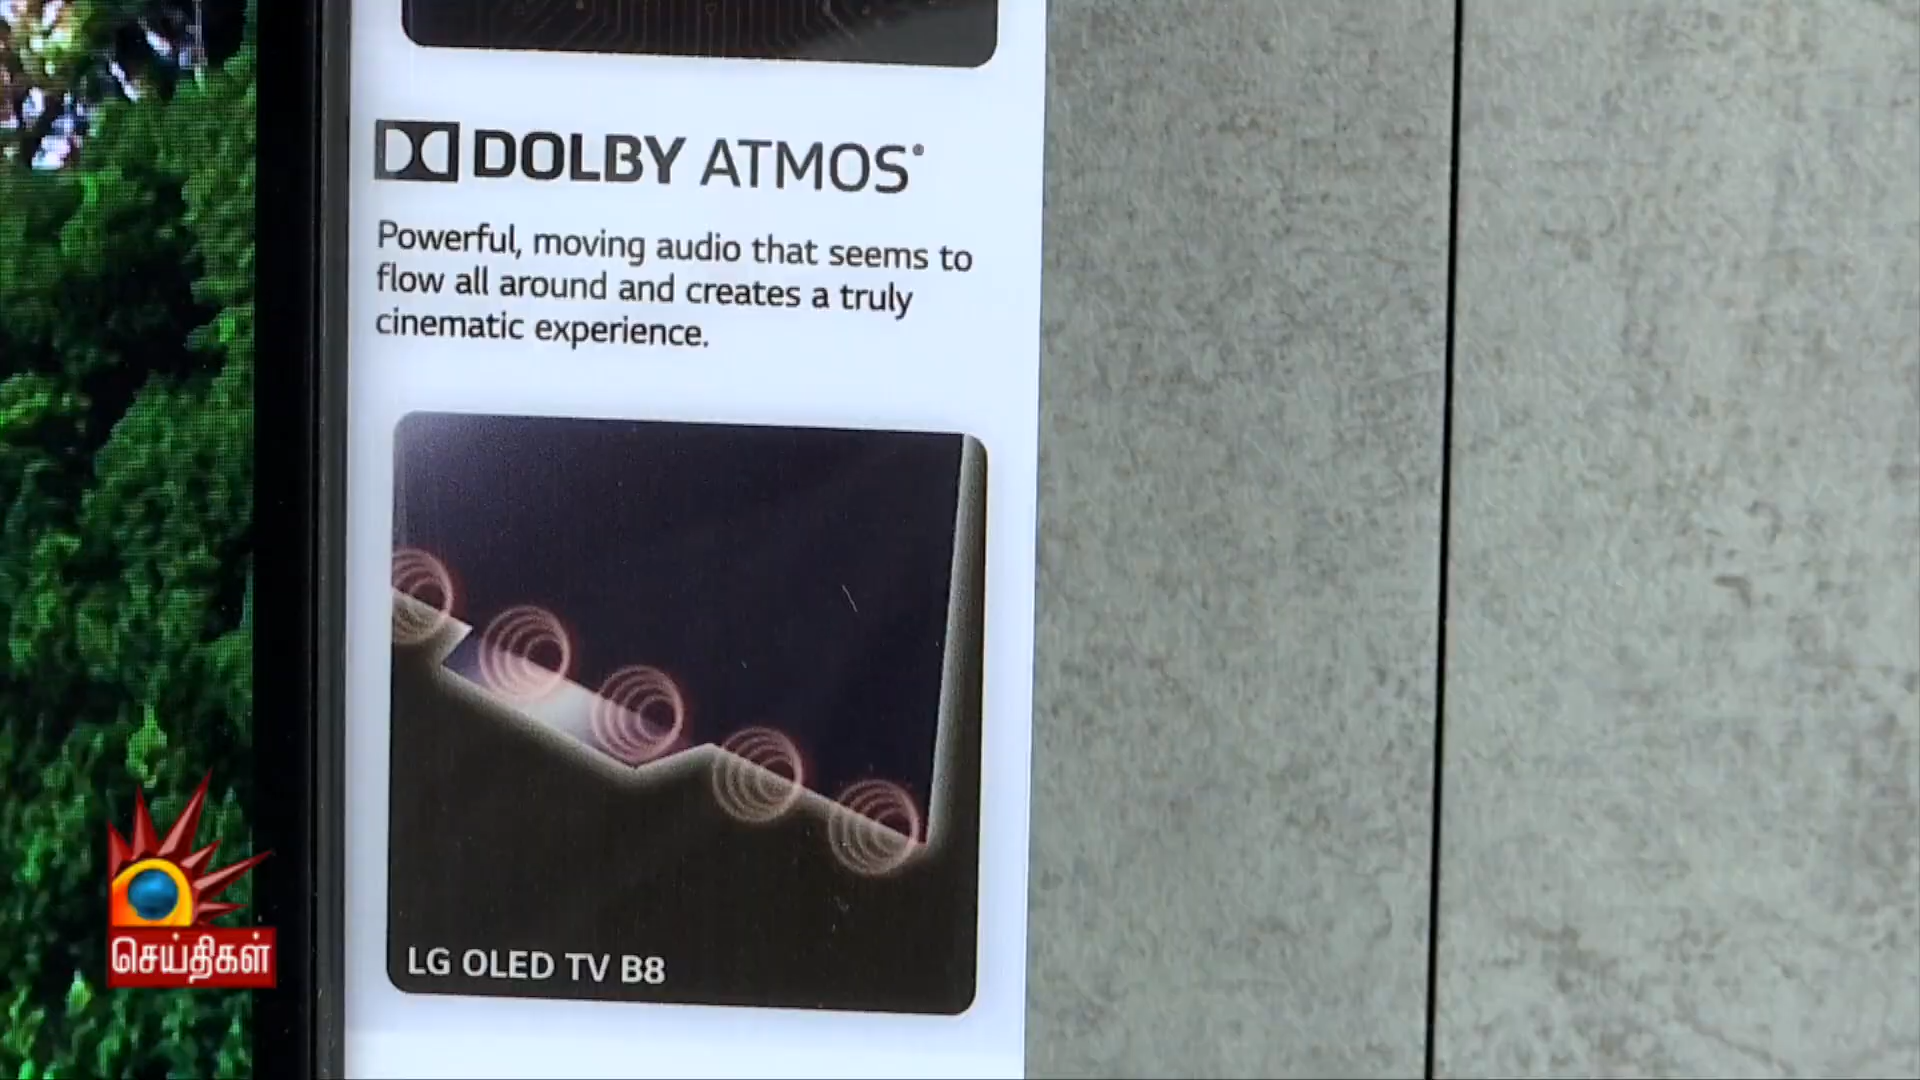 DOLBY ATMOS
Powerful, moving audio that seems to
flow all around and creates a truly
cinematic experience.
LG OLED TV B8
செய்திகள்